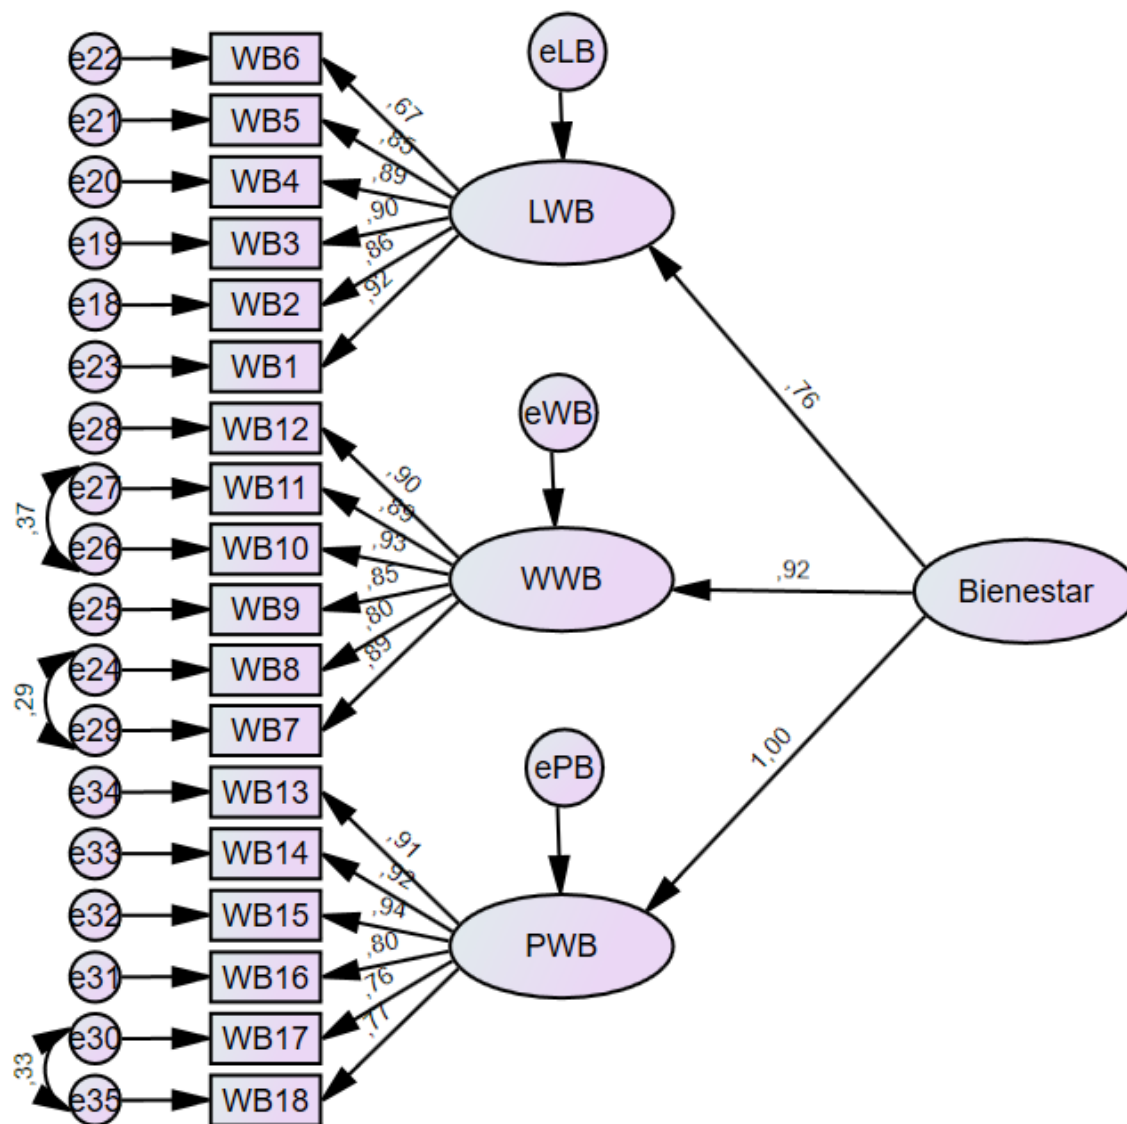 eLB
e22 WB6
,67
e21 WB5
,85
e20 WB4
,89
LWB
e19 WB3
,90
,86
e18 WB2
,92
e23 WB1
,76
eWB
e28 WB12
,90
e27 WB11
,89
,37
,93
e26 WB10
,85
WWB
,92
Bienestar
e25 WB9
,80
,89
e24 WB8
,29
e29 WB7
1,00
ePB
e34 WB13
,91
e33 WB14
,92
e32 WB15
,94
PWB
,80
e31 WB16
,76
,77
e30 WB17
,33
e35 WB18